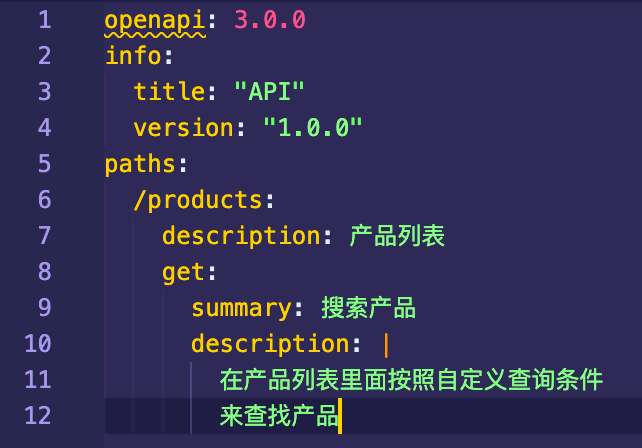 1 openapi: 3.0.0
2 info:
3   title: "API"
4   version: "1.0.0"
5 paths:
6   /products:
7     description: 产品列表
8     get:
9       summary: 搜索产品
10       description: |
11         在产品列表里面按照自定义查询条件
12         来查找产品